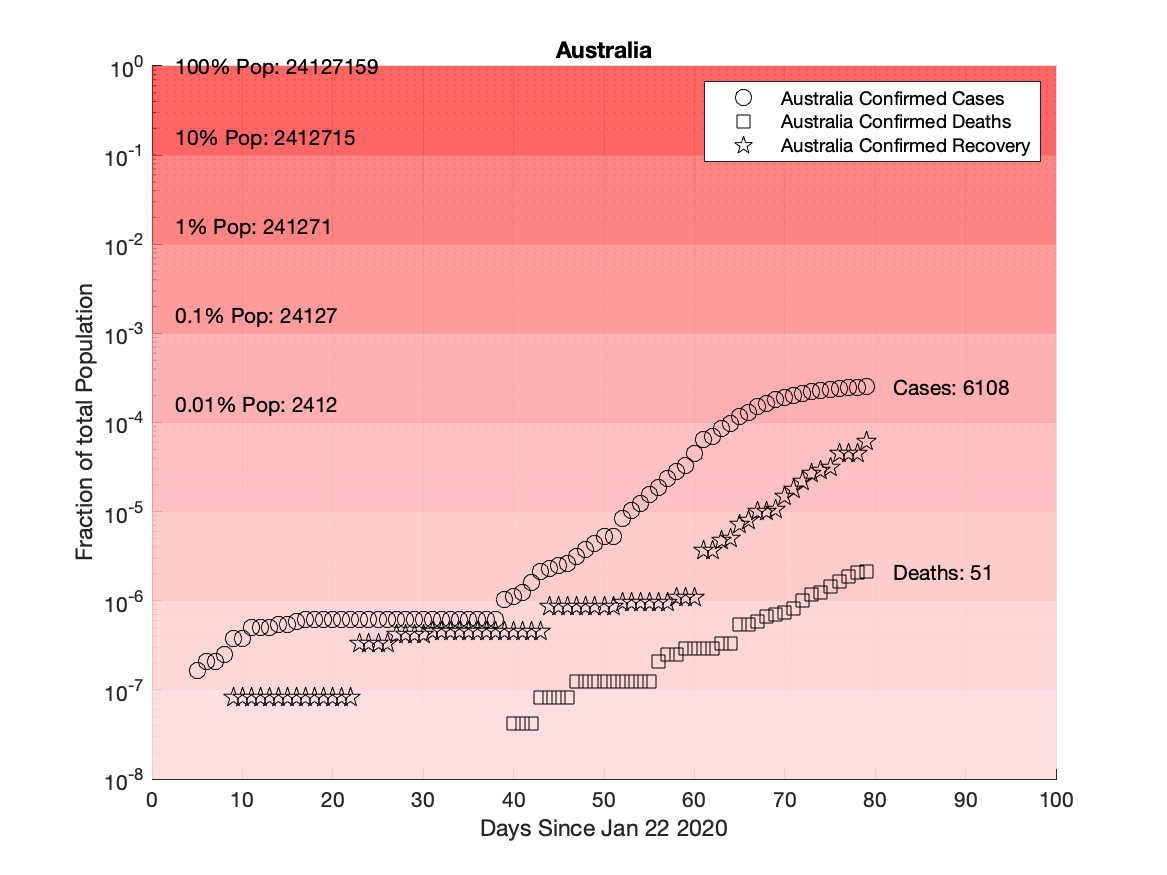 Australia
10^0
100% Pop: 24127159
Australia Confirmed Cases
Australia Confirmed Deaths
Australia Confirmed Recovery
10% Pop: 2412715
10^-1
1% Pop: 241271
10^-2
0.1% Pop: 24127
10^-3
Cases: 6108
0.01% Pop: 2412
10^-4
10^-5
Deaths: 51
10^-6
10^-7
10^-8
Fraction of total Population
0 10 20 30 40 50 60 70 80 90 100
Days Since Jan 22 2020